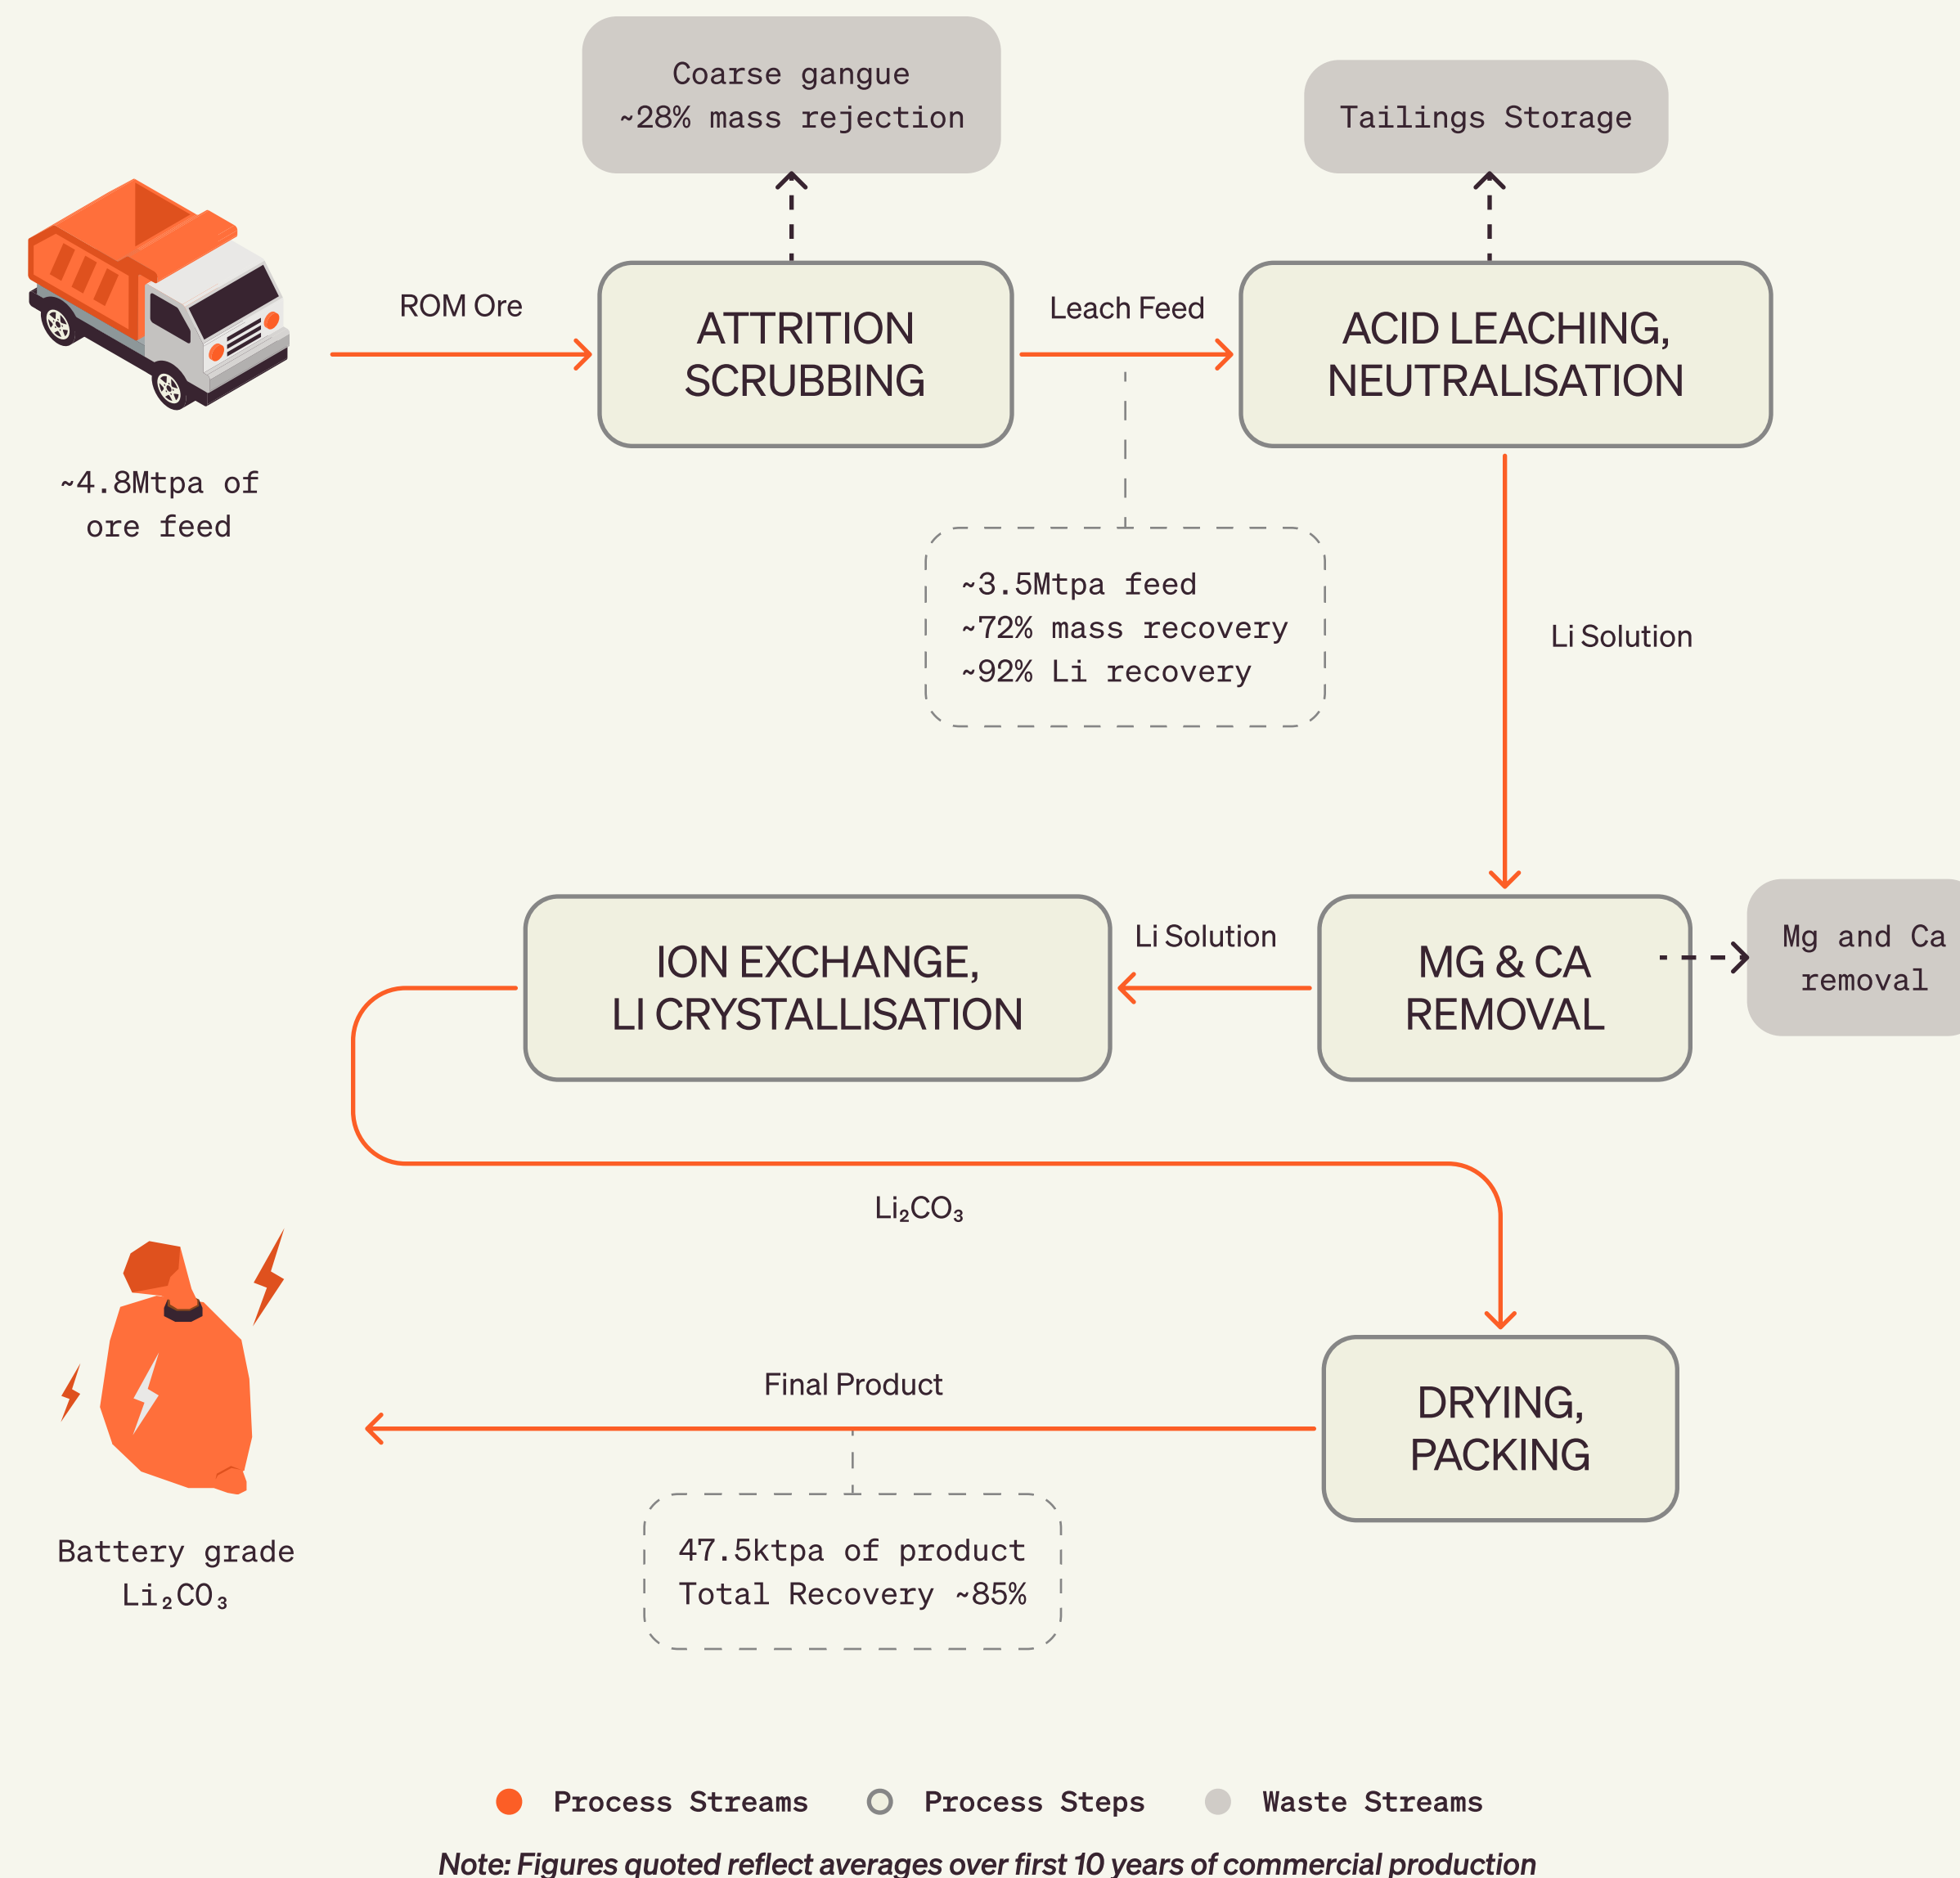 Coarse gangue
~28% mass rejection
Tailings Storage
ROM Ore
ATTRITION
SCRUBBING
Leach Feed
ACID LEACHING,
NEUTRALISATION
~4.8Mtpa of
ore feed
~3.5Mtpa feed
~72% mass recovery
~92% Li recovery
Li Solution
MG & CA
REMOVAL
Mg and Ca
removal
Li Solution
ION EXCHANGE,
LI CRYSTALLISATION
Li₂CO₃
DRYING,
PACKING
Final Product
47.5ktpa of product
Total Recovery ~85%
Battery grade
Li₂CO₃
Process Streams
Process Steps
Waste Streams
Note: Figures quoted reflect averages over first 10 years of commercial production